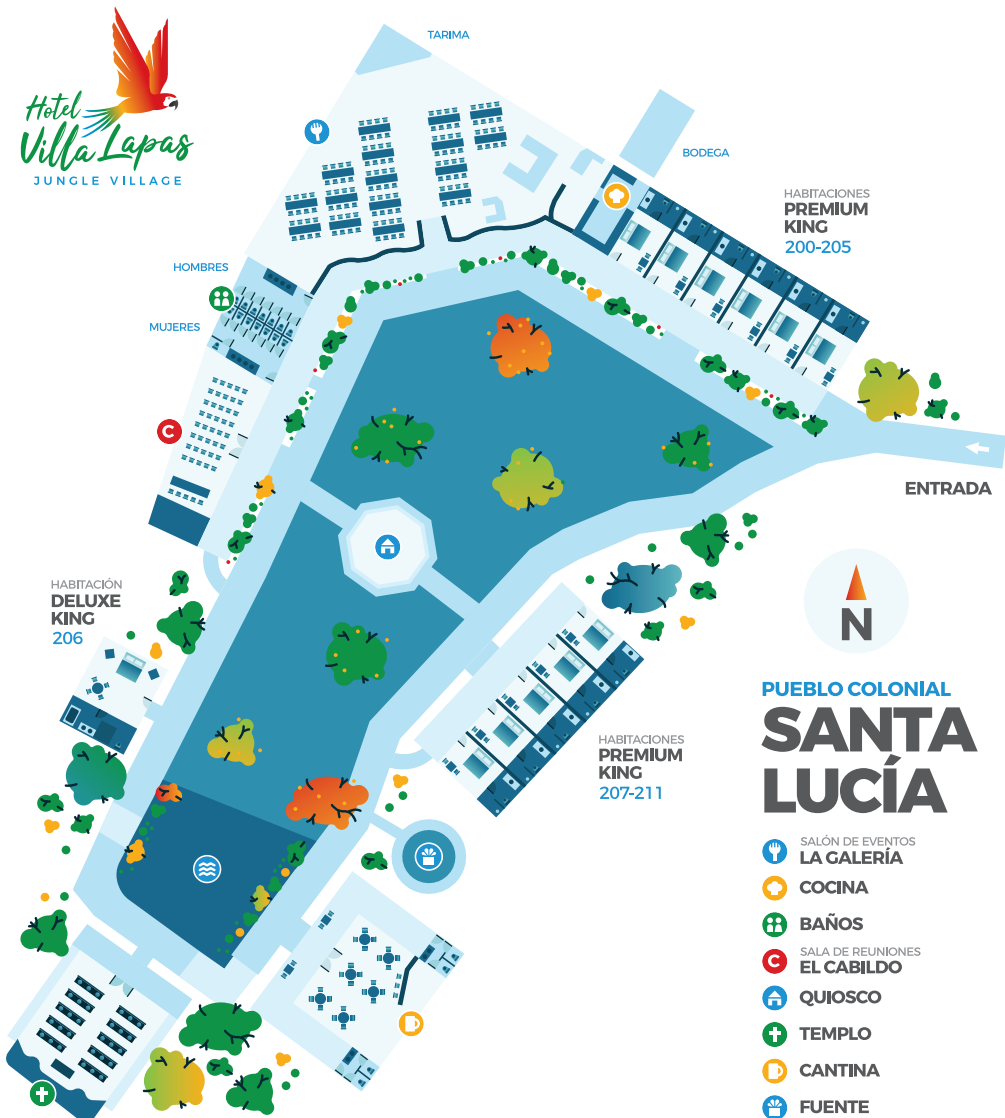 Hotel
Villa Lapas
JUNGLE VILLAGE
TARIMA
BODEGA
HABITACIONES
PREMIUM
KING
200-205
HOMBRES
MUJERES
C
ENTRADA
HABITACIÓN
DELUXE
KING
206
N
HABITACIONES
PREMIUM
KING
207-211
PUEBLO COLONIAL
SANTA
LUCÍA
SALÓN DE EVENTOS
LA GALERÍA
COCINA
BAÑOS
C
SALA DE REUNIONES
EL CABILDO
QUIOSCO
TEMPLO
CANTINA
FUENTE